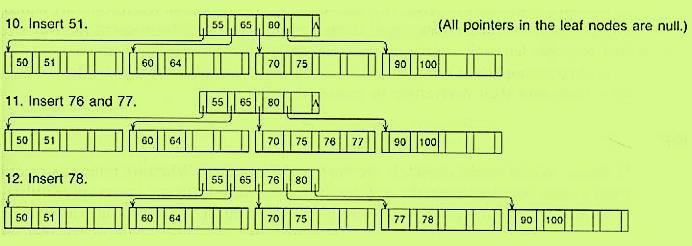 10. Insert 51. 55 65 80 Λ (All pointers in the leaf nodes are null.)
50 51 60 64 70 75 90 100
11. Insert 76 and 77. 55 65 80 Λ
50 51 60 64 70 75 76 77 90 100
12. Insert 78. 55 65 76 80
50 51 60 64 70 75 77 78 90 100